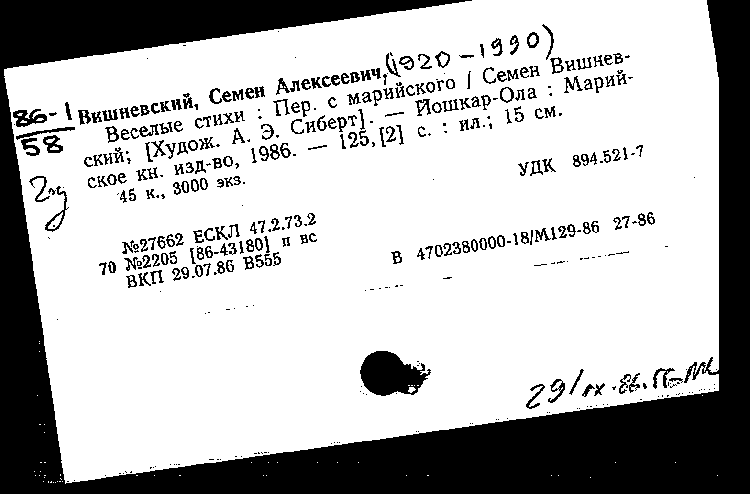 86-1
58
2 эк
Вишневский, Семен Алексеевич, (1920-1990)
Веселые стихи : Пер. с марийского / Семен Вишнев-
ский; [Худож. А. Э. Сиберт]. — Йошкар-Ола : Марий-
ское кн. изд-во, 1986. — 125, [2] с. : ил.; 15 см.
45 к., 3000 экз.
УДК 894.521-7
№27662 ЕСКЛ 47.2.73.2
70 №2205 [86-43180] п вс
ВКП 29.07.86 В555
В 4702380000-18/М129-86 27-86
29/IX-86.